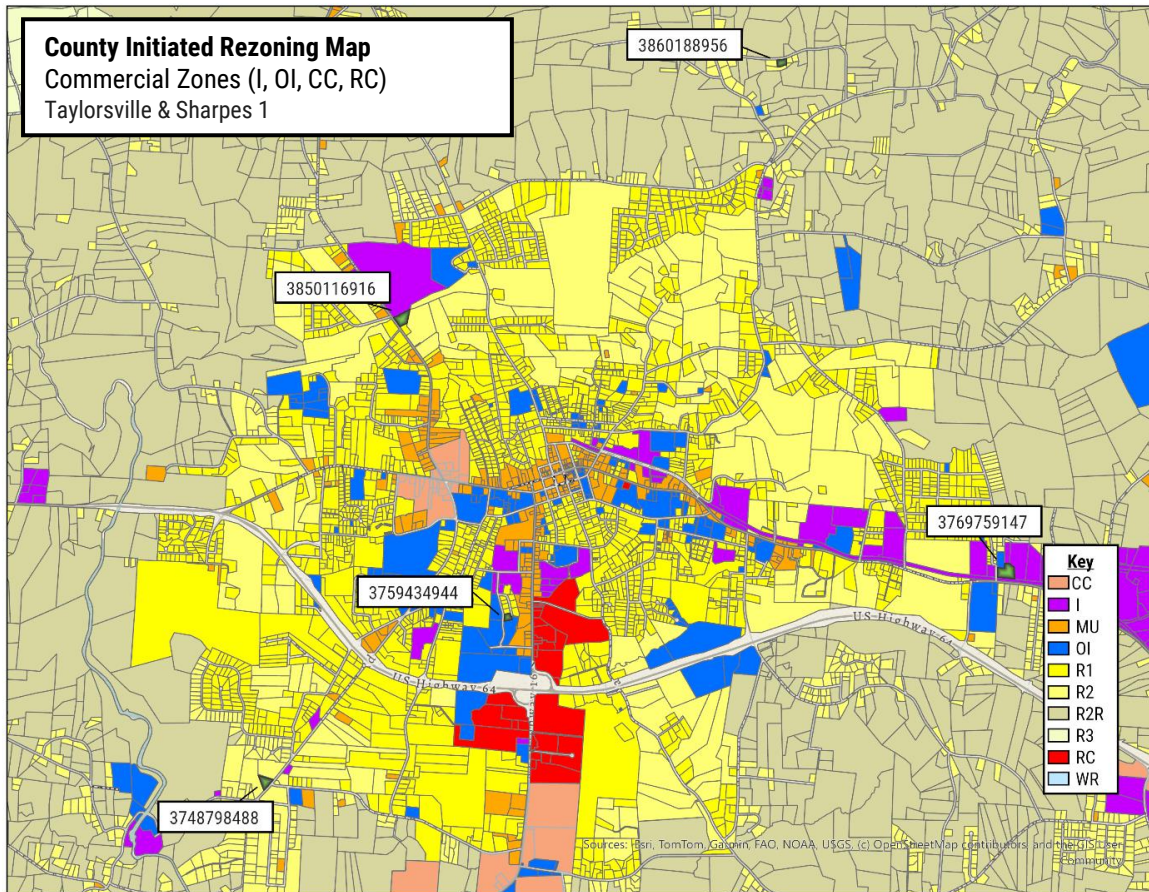 County Initiated Rezoning Map
Commercial Zones (I, OI, CC, RC)
Taylorsville & Sharpes 1
3860188956
3850116916
3769759147
3759434944
3748798488
US-Highway-64
US-Highway-64
Key
CC
I
MU
OI
R1
R2
R2R
R3
RC
WR
Sources: Esri, TomTom, Garmin, FAO, NOAA, USGS, (c) OpenStreetMap contributors, and the GIS User
Community